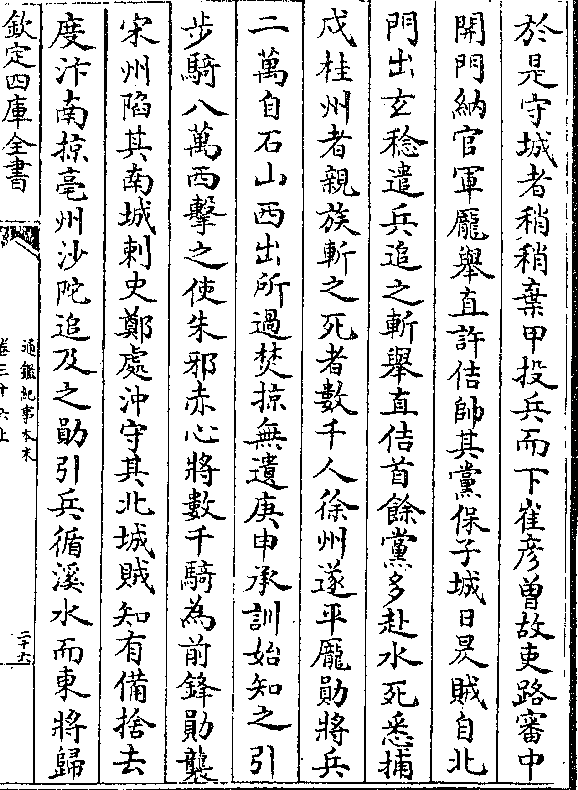 於是守城者稍稍棄甲投兵而下崔彦曽故吏路審中
開門納官軍龎舉直許佶帥其黨保子城日昃賊自北
門出玄稔遣兵追之斬舉直佶首餘黨多赴水死悉捕
戍桂州者親族斬之死者數千人徐州遂平龎勛將兵
二萬自石山西出所過焚掠無遺庚申承訓始知之引
步騎八萬西擊之使朱邪赤心將數千騎為前鋒勛襲
宋州陷其南城刺史鄭處沖守其北城賊知有備捨去
度汴南掠亳州沙陀追及之勛引兵循溪水而東將歸
欽定四庫全書
通鑑紀事本末
卷三十六上
二十六